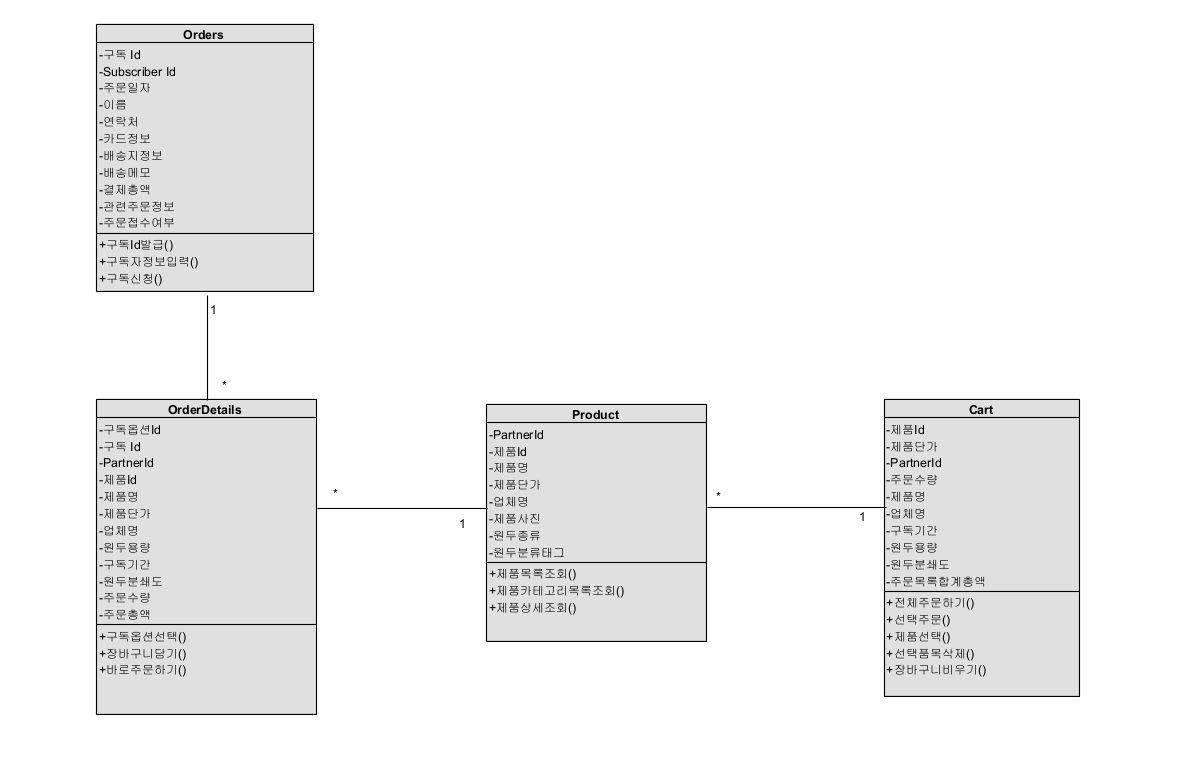 Orders
-구독 Id
-Subscriber Id
-주문일자
-이름
-연락처
-카드정보
-배송지정보
-배송메모
-결제총액
-관련주문정보
-주문접수여부
+구독Id발급()
+구독자정보입력()
+구독신청()
1
*
OrderDetails
-구독옵션Id
-구독 Id
-PartnerId
-제품Id
-제품명
-제품단가
-업체명
-원두용량
-구독기간
-원두분쇄도
-주문수량
-주문총액
+구독옵션선택()
+장바구니담기()
+바로주문하기()
*
1
Product
-PartnerId
-제품Id
-제품명
-제품단가
-업체명
-제품사진
-원두종류
-원두분류태그
+제품목록조회()
+제품카테고리목록조회()
+제품상세조회()
*
1
Cart
-제품Id
-제품단가
-PartnerId
-주문수량
-제품명
-업체명
-구독기간
-원두용량
-원두분쇄도
-주문목록합계총액
+전체주문하기()
+선택주문()
+제품선택()
+선택품목삭제()
+장바구니비우기()